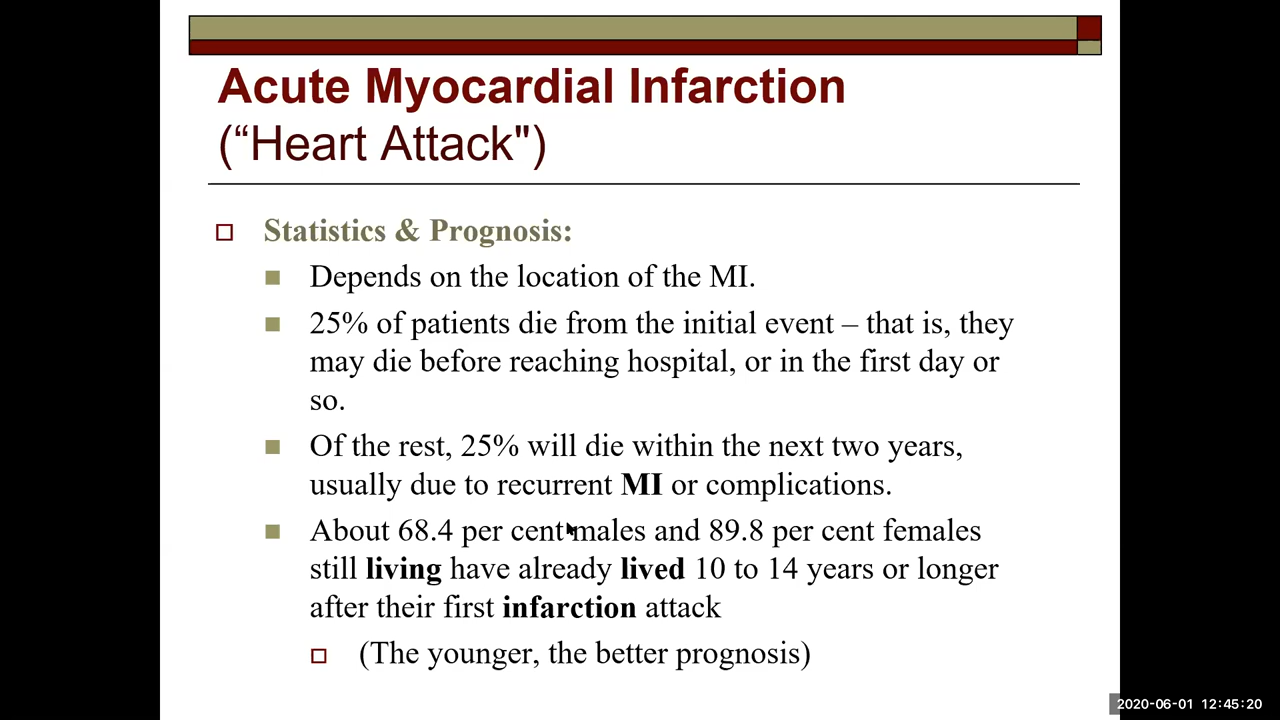 Acute Myocardial Infarction
(“Heart Attack")
Statistics & Prognosis:
Depends on the location of the MI.
25% of patients die from the initial event – that is, they
may die before reaching hospital, or in the first day or
so.
Of the rest, 25% will die within the next two years,
usually due to recurrent MI or complications.
About 68.4 per cent males and 89.8 per cent females
still living have already lived 10 to 14 years or longer
after their first infarction attack
(The younger, the better prognosis)
2020-06-01 12:45:20